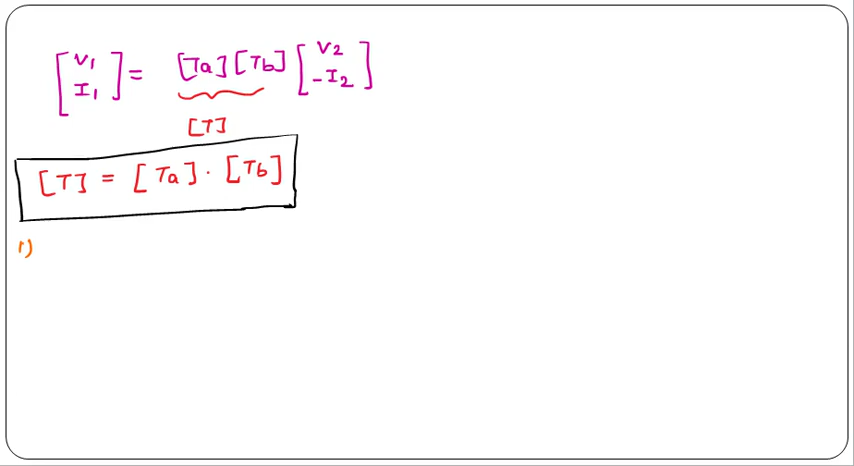 [V1 I1] = [Ta][Tb] [V2 -I2]
[T]
[T] = [Ta] . [Tb]
1)